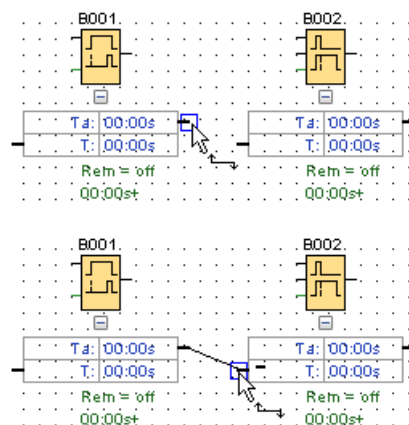 B001
B002
Ta: 00:00s
Ta: 00:00s
T: 00:00s
T: 00:00s
Rem = off
Rem = off
00:00s+
00:00s+
B001
B002
Ta: 00:00s
Ta: 00:00s
T: 00:00s
T: 00:00s
Rem = off
Rem = off
00:00s+
00:00s+